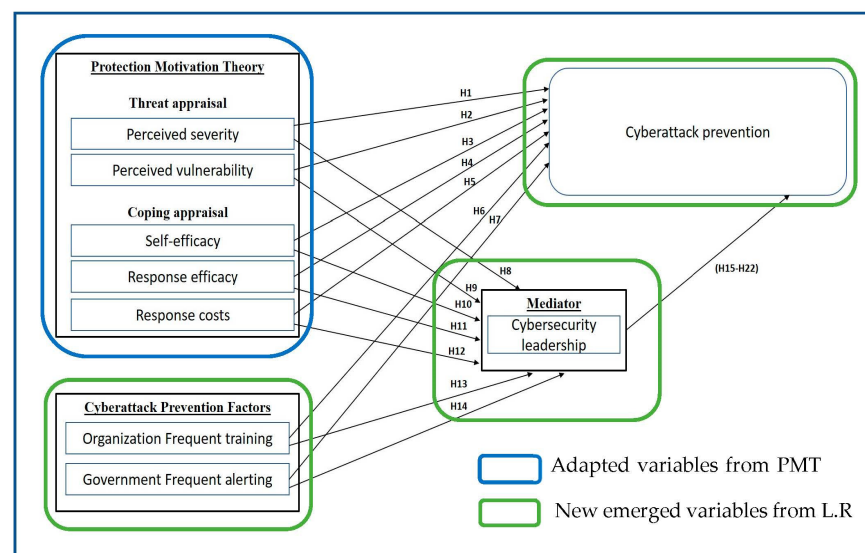 Protection Motivation Theory
Threat appraisal
Perceived severity
Perceived vulnerability
Coping appraisal
Self-efficacy
Response efficacy
Response costs
Cyberattack Prevention Factors
Organization Frequent training
Government Frequent alerting
H1
H2
H3
H4
H5
H6
H7
H8
H9
H10
H11
H12
H13
H14
Mediator
Cybersecurity
leadership
(H15-H22)
Cyberattack prevention
Adapted variables from PMT
New emerged variables from L.R